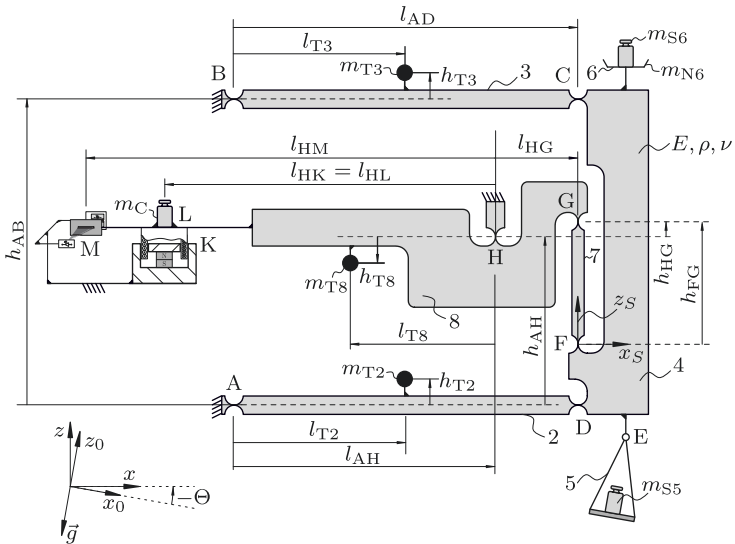 l_AD
m_S6
l_T3
m_T3
h_T3
6
m_N6
B
3
C
l_HM
l_HG
E, ρ, ν
l_HK = l_HL
m_C
L
G
M
K
H
7
h_HG
h_FG
h_AB
m_T8
h_T8
8
z_S
l_T8
h_AH
F
x_S
4
A
m_T2
h_T2
D
2
l_T2
E
l_AH
5
m_S5
z
z_0
x
x_0
−Θ
g⃗